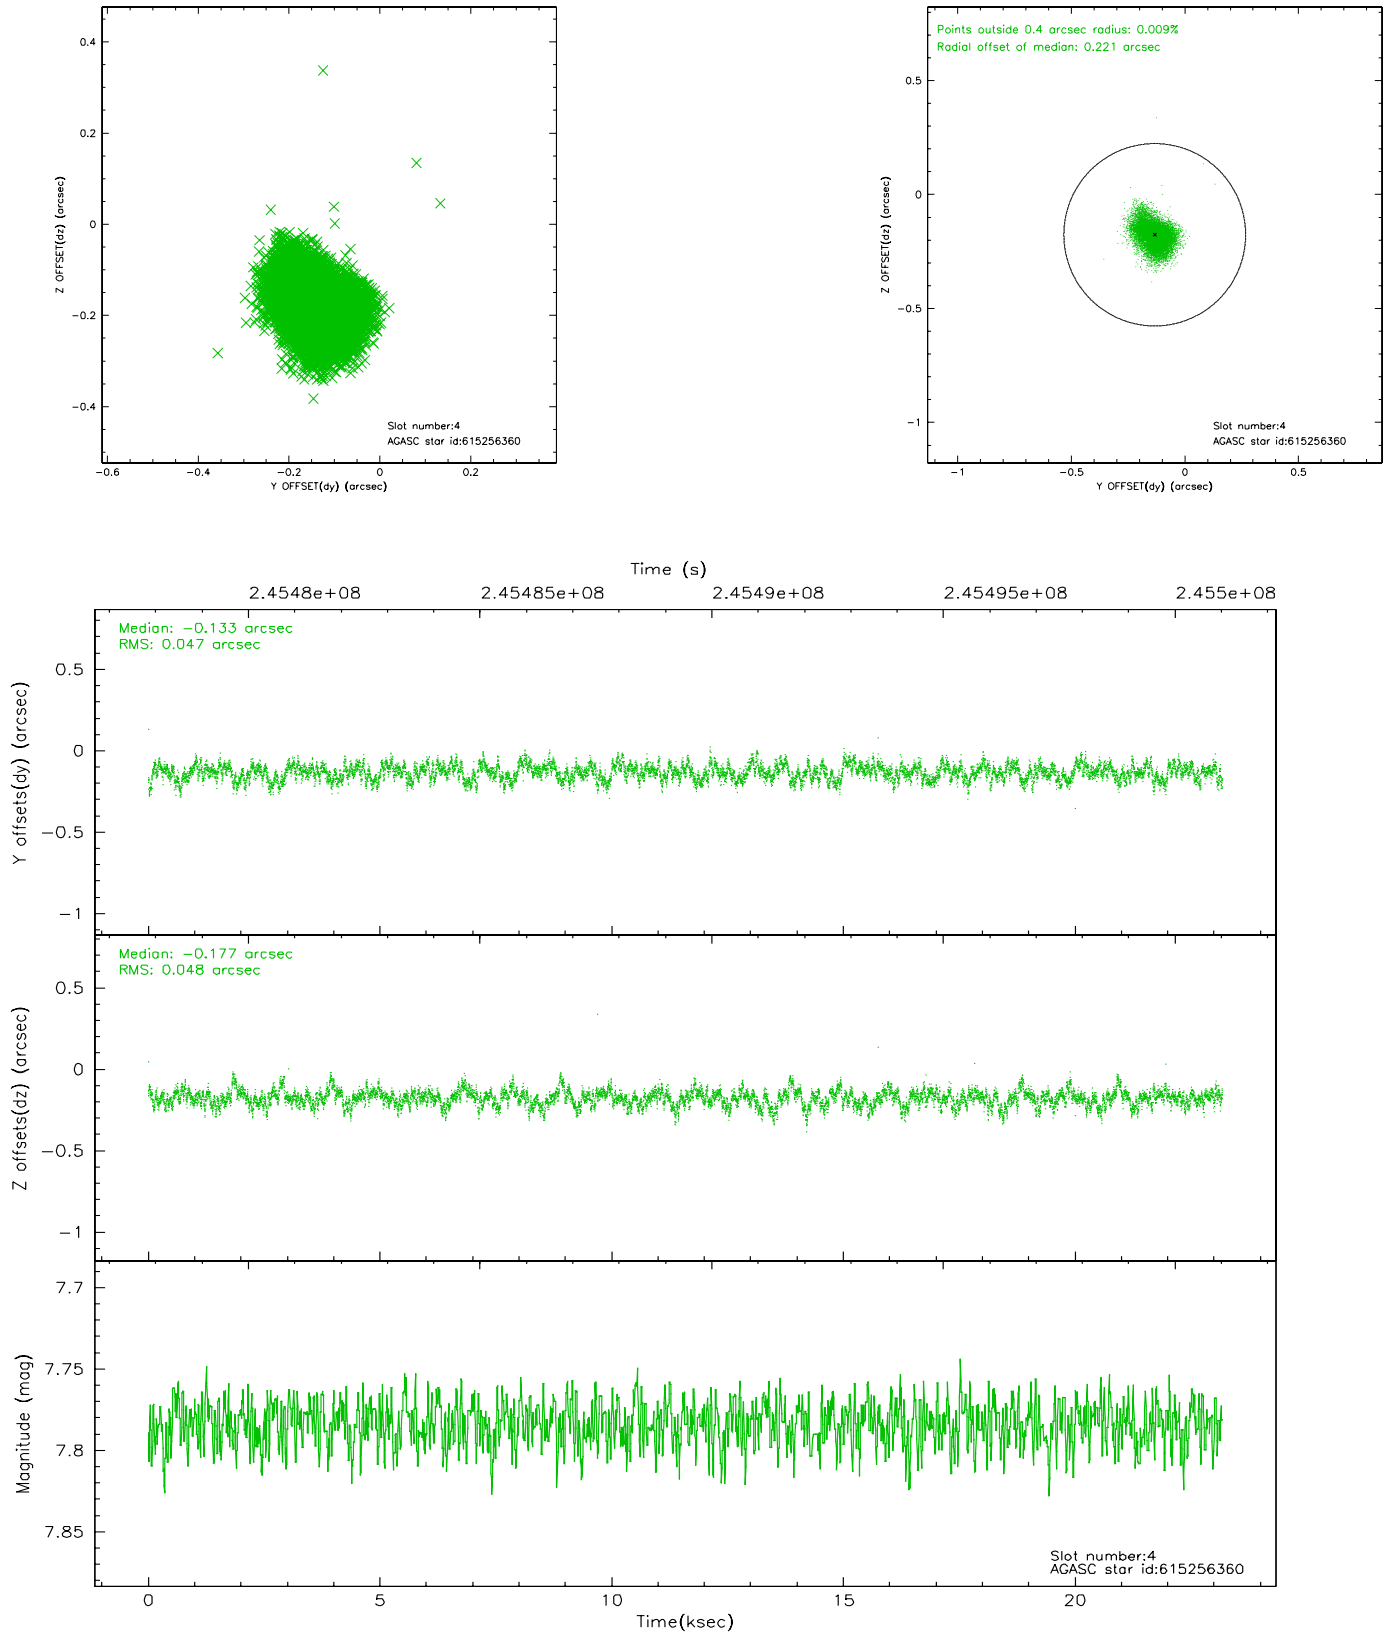 0.4
0.2
0
−0.2
−0.4
Z OFFSET(dz) (arcsec)
Slot number:4
AGASC star id:615256360
−0.6
−0.4
−0.2
0
0.2
Y OFFSET(dy) (arcsec)
Points outside 0.4 arcsec radius: 0.009%
Radial offset of median: 0.221 arcsec
0.5
0
−0.5
−1
Z OFFSET(dz) (arcsec)
Slot number:4
AGASC star id:615256360
−1
−0.5
0
0.5
Y OFFSET(dy) (arcsec)
Time (s)
2.4548e+08
2.45485e+08
2.4549e+08
2.45495e+08
2.455e+08
Median: −0.133 arcsec
RMS: 0.047 arcsec
0.5
0
−0.5
−1
Y offsets(dy) (arcsec)
Median: −0.177 arcsec
RMS: 0.048 arcsec
0.5
0
−0.5
−1
Z offsets(dz) (arcsec)
7.7
7.75
7.8
7.85
Magnitude (mag)
Slot number:4
AGASC star id:615256360
0
5
10
15
20
Time(ksec)